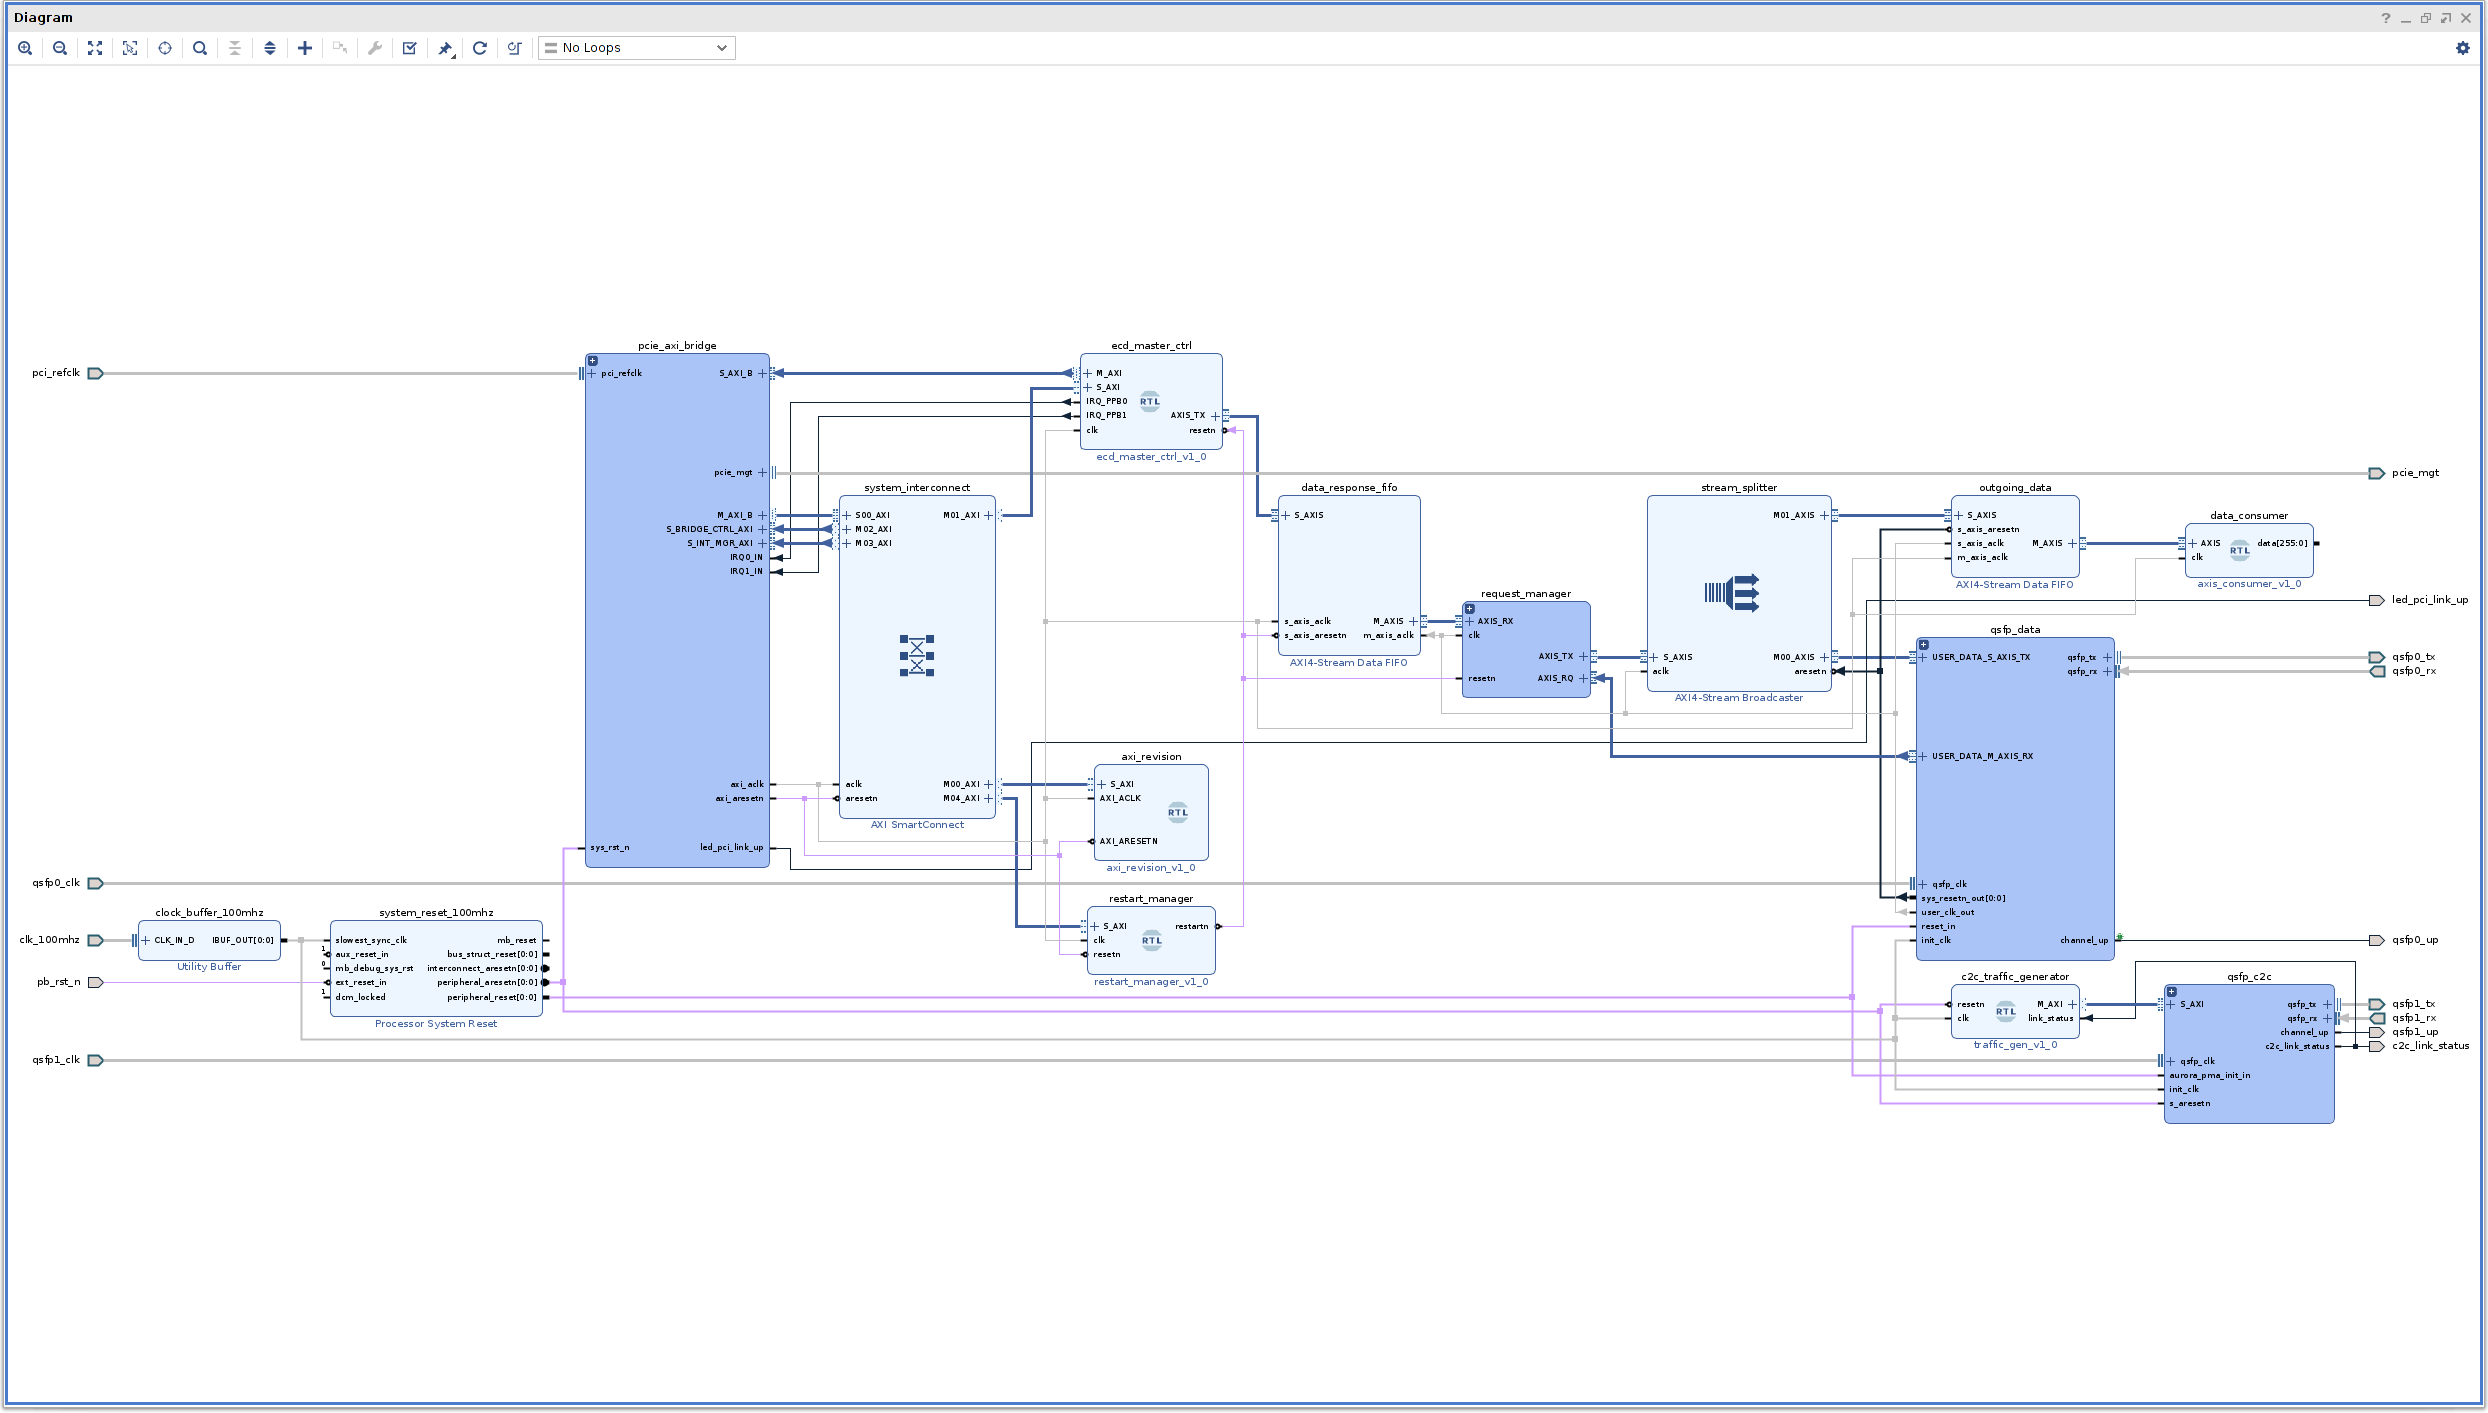 Diagram
No Loops
pcie_axi_bridge
pci_refclk
pci_refclk
S_AXI_B
pcie_mgt
M_AXI_B
S_BRIDGE_CTRL_AXI
S_INT_MGR_AXI
IRQ0_IN
IRQ1_IN
axi_aclk
axi_aresetn
sys_rst_n
led_pci_link_up
ecd_master_ctrl
M_AXI
S_AXI
IRQ_PPB0
IRQ_PPB1
AXIS_TX
clk
resetn
RTL
ecd_master_ctrl_v1_0
pcie_mgt
system_interconnect
S00_AXI
M01_AXI
M02_AXI
M03_AXI
aclk
M00_AXI
aresetn
M04_AXI
AXI SmartConnect
data_response_fifo
S_AXIS
s_axis_aclk
M_AXIS
s_axis_aresetn
m_axis_aclk
AXI4-Stream Data FIFO
request_manager
AXIS_RX
clk
AXIS_TX
resetn
AXIS_RQ
stream_splitter
M01_AXIS
S_AXIS
M00_AXIS
aclk
aresetn
AXI4-Stream Broadcaster
outgoing_data
S_AXIS
s_axis_aresetn
s_axis_aclk
M_AXIS
m_axis_aclk
AXI4-Stream Data FIFO
data_consumer
AXIS
data[255:0]
clk
RTL
axis_consumer_v1_0
led_pci_link_up
qsfp_data
USER_DATA_S_AXIS_TX
qsfp_tx
qsfp_rx
USER_DATA_M_AXIS_RX
qsfp_clk
sys_resetn_out[0:0]
user_clk_out
reset_in
init_clk
channel_up
qsfp0_tx
qsfp0_rx
axi_revision
S_AXI
AXI_ACLK
AXI_ARESETN
RTL
axi_revision_v1_0
qsfp0_clk
restart_manager
S_AXI
restartn
clk
resetn
RTL
restart_manager_v1_0
clock_buffer_100mhz
clk_100mhz
CLK_IN_D
IBUF_OUT[0:0]
Utility Buffer
system_reset_100mhz
slowest_sync_clk
mb_reset
1
aux_reset_in
bus_struct_reset[0:0]
0
mb_debug_sys_rst
interconnect_aresetn[0:0]
ext_reset_in
peripheral_aresetn[0:0]
1
dcm_locked
peripheral_reset[0:0]
Processor System Reset
pb_rst_n
qsfp1_clk
qsfp0_up
c2c_traffic_generator
resetn
M_AXI
clk
link_status
RTL
traffic_gen_v1_0
qsfp_c2c
S_AXI
qsfp_tx
qsfp_rx
channel_up
c2c_link_status
qsfp_clk
aurora_pma_init_in
init_clk
s_aresetn
qsfp1_tx
qsfp1_rx
qsfp1_up
c2c_link_status